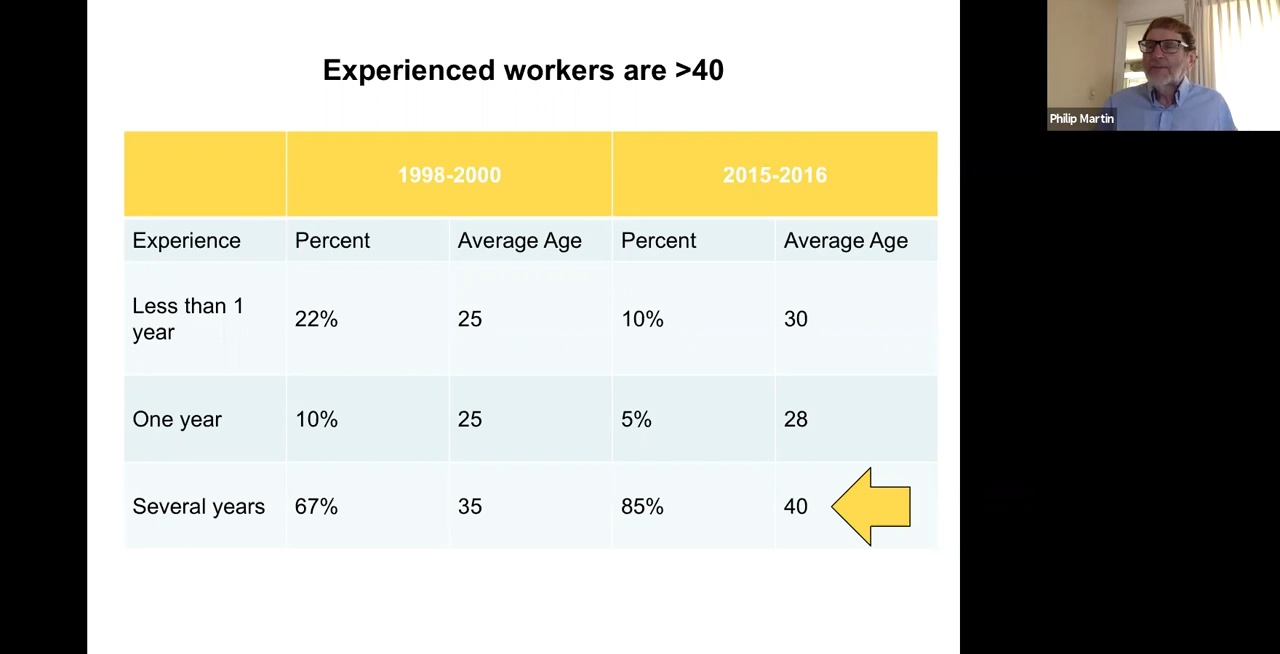 Experienced workers are >40
Philip Martin
1998-2000 2015-2016
Experience Percent Average Age Percent Average Age
Less than 1
year
22% 25 10% 30
One year 10% 25 5% 28
Several years 67% 35 85% 40